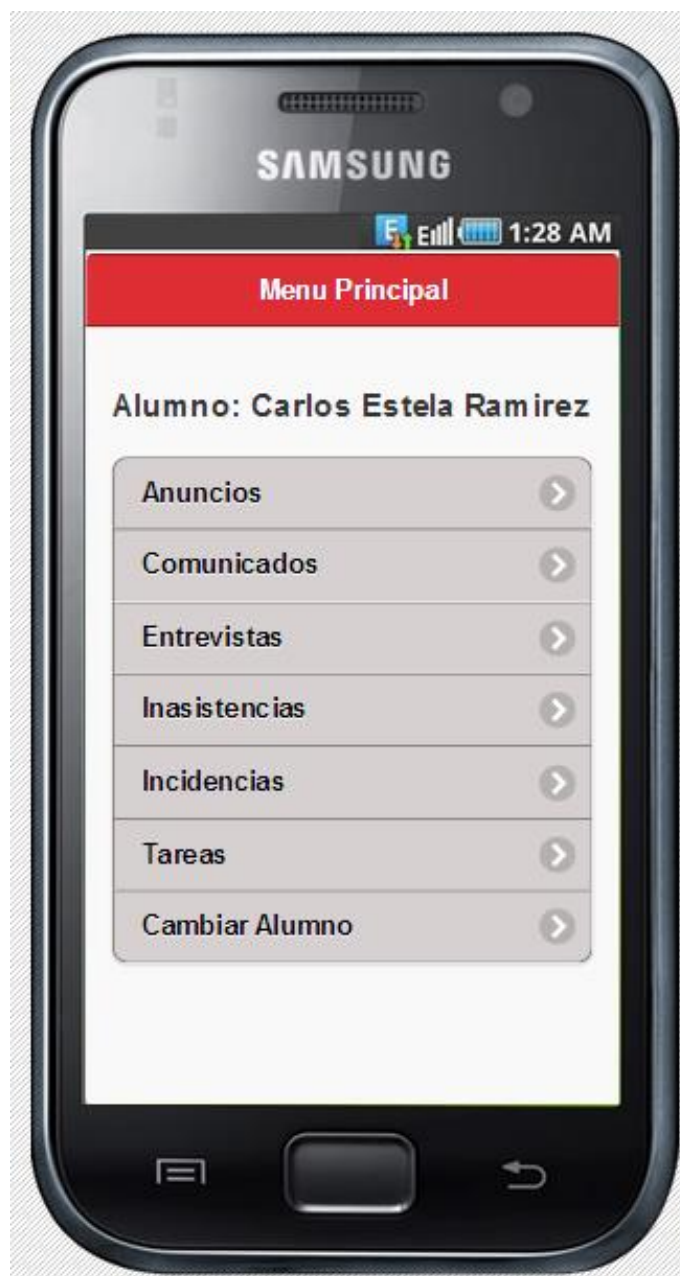 SAMSUNG
E 1:28 AM
Menu Principal
Alumno: Carlos Estela Ramirez
Anuncios
Comunicados
Entrevistas
Inasistencias
Incidencias
Tareas
Cambiar Alumno